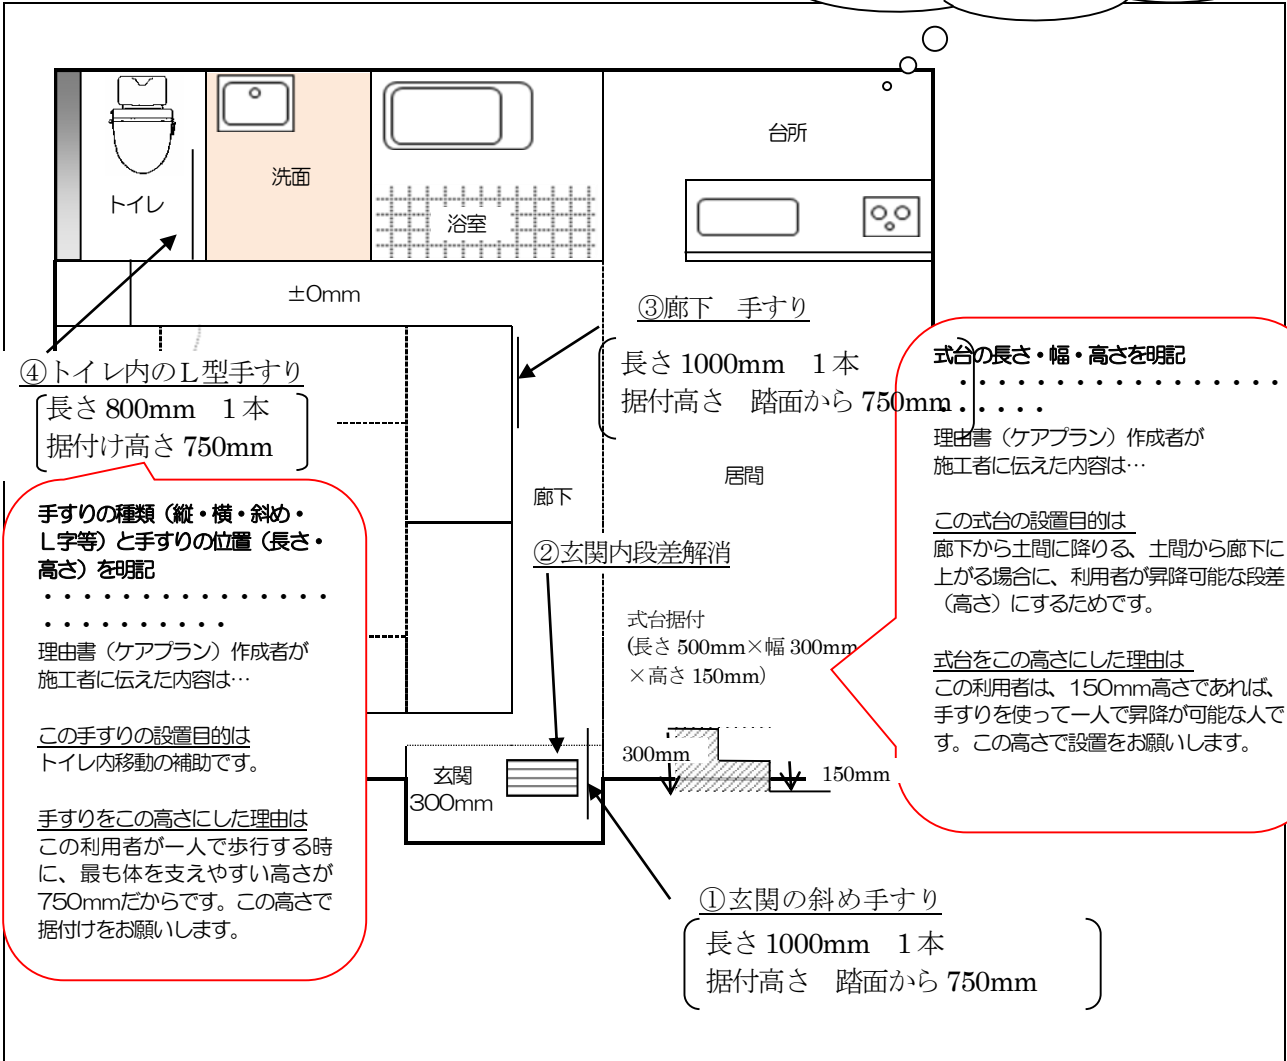 台所
洗面
トイレ
浴室
±0mm
③廊下　手すり
長さ 1000mm　1本
据付高さ　踏面から 750mm
④トイレ内のL型手すり
長さ 800mm　1本
据付け高さ 750mm
式台の長さ・幅・高さを明記
・・・・・・・・・・・・・・・・・・
・・・・・
理由書（ケアプラン）作成者が
施工者に伝えた内容は…
この式台の設置目的は
廊下から土間に降りる、土間から廊下に
上がる場合に、利用者が昇降可能な段差
（高さ）にするためです。
式台をこの高さにした理由は
この利用者は、150mm高さであれば、
手すりを使って一人で昇降が可能な人で
す。この高さで設置をお願いします。
居間
廊下
②玄関内段差解消
手すりの種類（縦・横・斜め・
L字等）と手すりの位置（長さ・
高さ）を明記
・・・・・・・・・・・・・・・・
・・・・・・・・・・
理由書（ケアプラン）作成者が
施工者に伝えた内容は…
この手すりの設置目的は
トイレ内移動の補助です。
手すりをこの高さにした理由は
この利用者が一人で歩行する時
に、最も体を支えやすい高さが
750mmだからです。この高さで
据付けをお願いします。
式台据付
(長さ 500mm×幅 300mm
×高さ 150mm)
300mm
150mm
玄関
300mm
①玄関の斜め手すり
長さ 1000mm　1本
据付高さ　踏面から 750mm